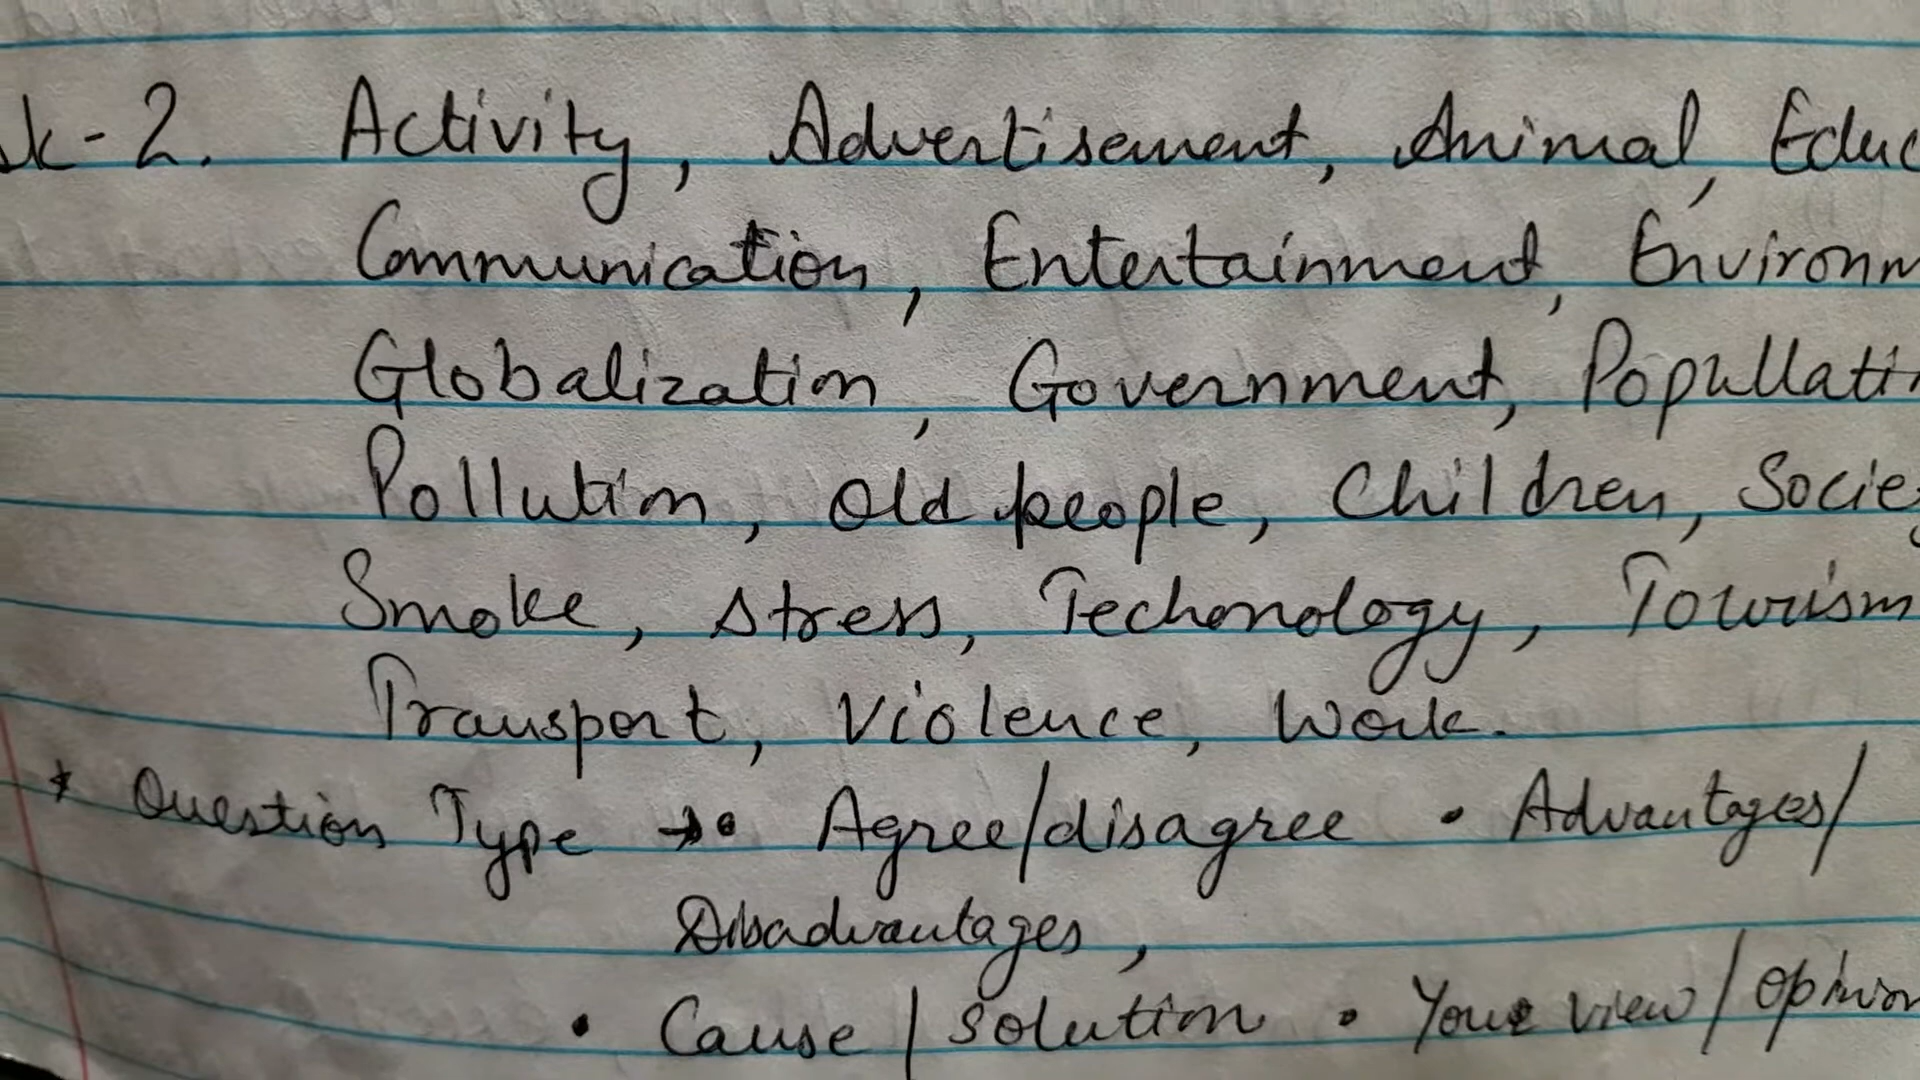 k-2. Activity, Advertisement, Animal, Educ
Communication, Entertainment, Environm
Globalization, Government, Popullati
Pollution, Old people, Children, Socie
Smoke, stress, Techonology, Tourism
Transport, Violence, Work.
* Question Type → • Agree/disagree • Advantages/
Disadvantages,
• Cause / solution • Your view / opinion